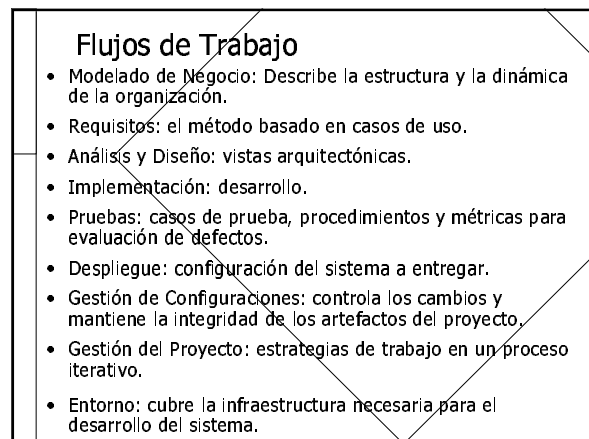 Flujos de Trabajo
• Modelado de Negocio: Describe la estructura y la dinámica
de la organización.
• Requisitos: el método basado en casos de uso.
• Análisis y Diseño: vistas arquitectónicas.
• Implementación: desarrollo.
• Pruebas: casos de prueba, procedimientos y métricas para
evaluación de defectos.
• Despliegue: configuración del sistema a entregar.
• Gestión de Configuraciones: controla los cambios y
mantiene la integridad de los artefactos del proyecto.
• Gestión del Proyecto: estrategias de trabajo en un proceso
iterativo.
• Entorno: cubre la infraestructura necesaria para el
desarrollo del sistema.